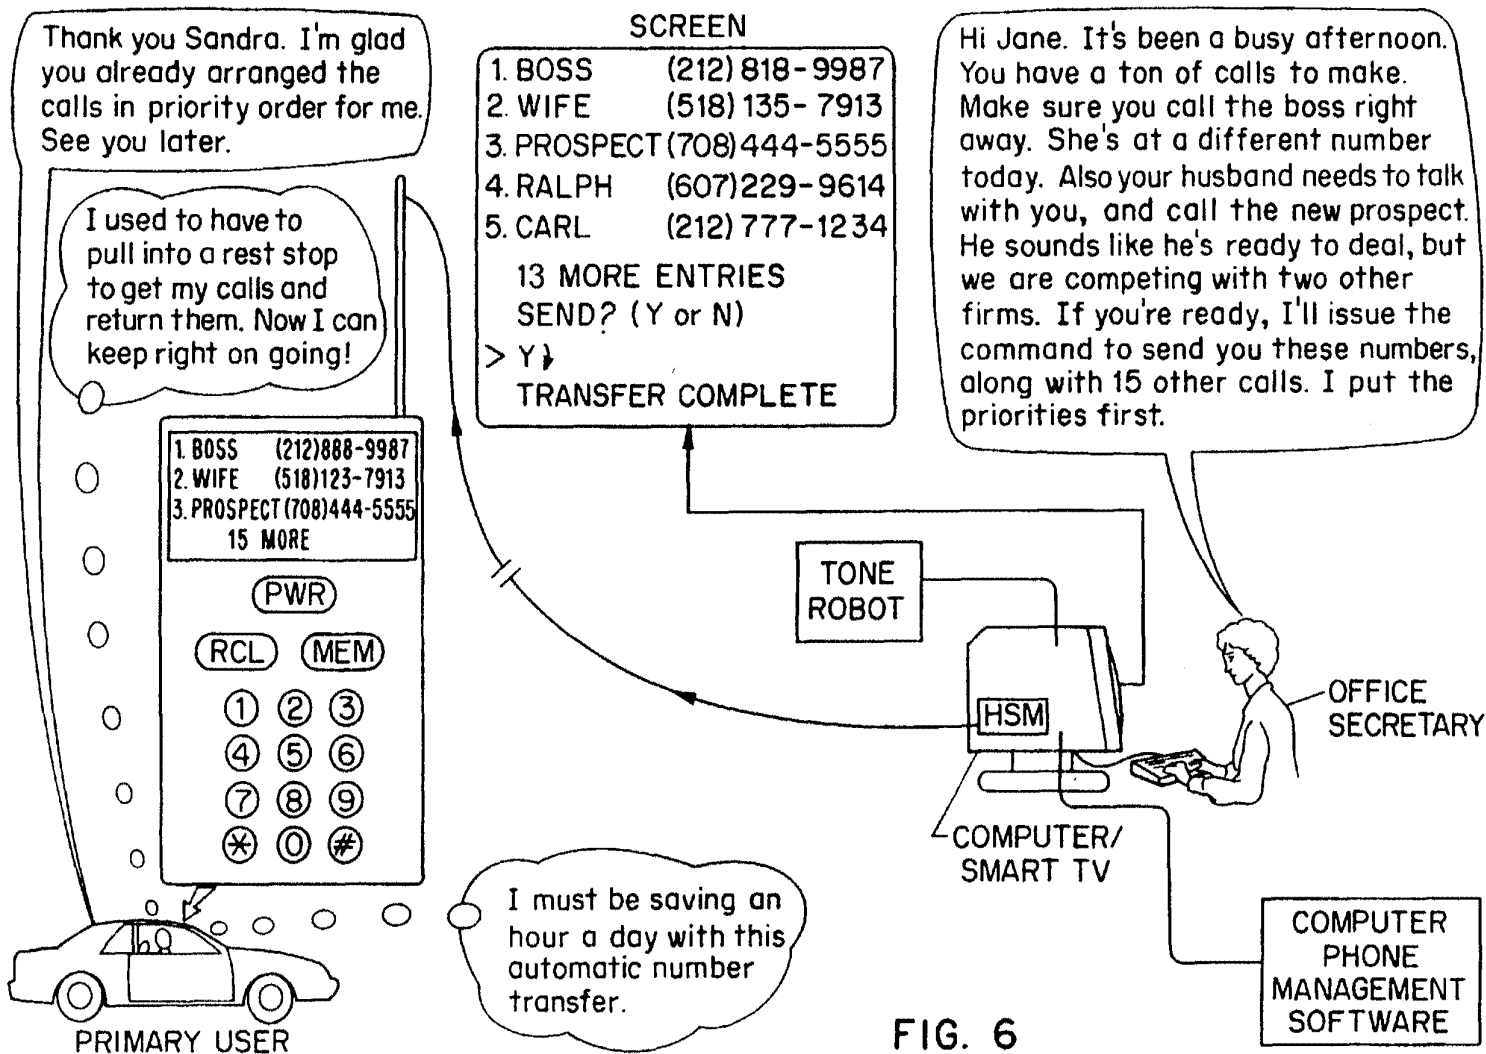 Thank you Sandra. I'm glad
you already arranged the
calls in priority order for me.
See you later.
I used to have to
pull into a rest stop
to get my calls and
return them. Now I can
keep right on going!
SCREEN
1. BOSS (212) 818-9987
2. WIFE (518) 135-7913
3. PROSPECT (708) 444-5555
4. RALPH (607) 229-9614
5. CARL (212) 777-1234
13 MORE ENTRIES
SEND? (Y or N)
> Y
TRANSFER COMPLETE
Hi Jane. It's been a busy afternoon.
You have a ton of calls to make.
Make sure you call the boss right
away. She's at a different number
today. Also your husband needs to talk
with you, and call the new prospect.
He sounds like he's ready to deal, but
we are competing with two other
firms. If you're ready, I'll issue the
command to send you these numbers,
along with 15 other calls. I put the
priorities first.
1. BOSS (212)888-9987
2. WIFE (518)123-7913
3. PROSPECT (708)444-5555
15 MORE
PWR
RCL MEM
1 2 3
4 5 6
7 8 9
* 0 #
TONE
ROBOT
HSM
OFFICE
SECRETARY
COMPUTER/
SMART TV
I must be saving an
hour a day with this
automatic number
transfer.
COMPUTER
PHONE
MANAGEMENT
SOFTWARE
PRIMARY USER
FIG. 6